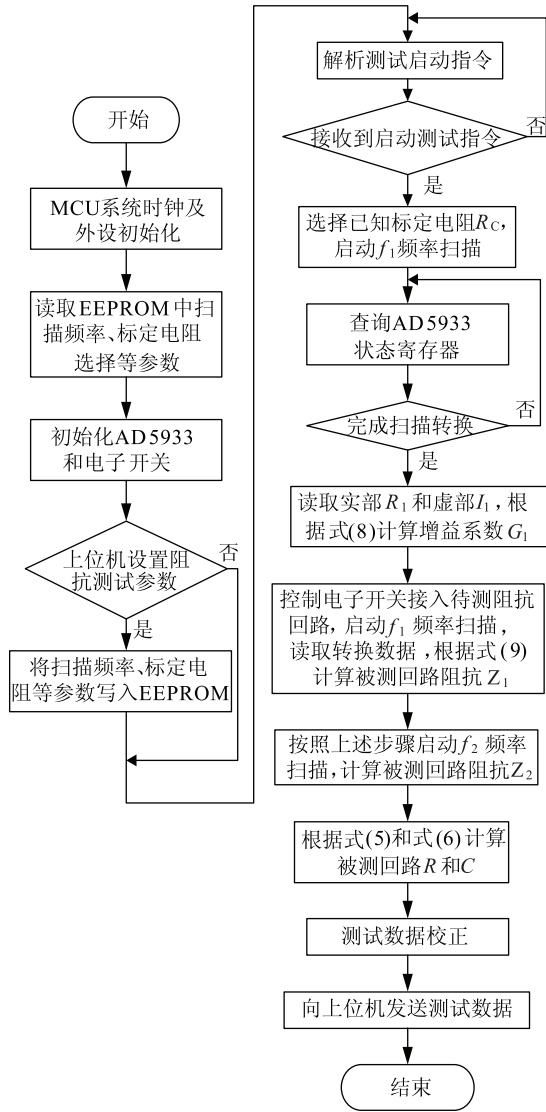 开始
MCU系统时钟及
外设初始化
读取EEPROM中扫
描频率、标定电阻
选择等参数
初始化AD5933
和电子开关
上位机设置阻
抗测试参数
否
是
将扫描频率、标定电
阻等参数写入EEPROM
解析测试启动指令
接收到启动测试指令
否
是
选择已知标定电阻RC,
启动f1频率扫描
查询AD5933
状态寄存器
完成扫描转换
否
是
读取实部R1和虚部I1,根
据式(8)计算增益系数G1
控制电子开关接入待测阻抗
回路,启动f1频率扫描,
读取转换数据,根据式(9)
计算被测回路阻抗Z1
按照上述步骤启动f2频率
扫描,计算被测回路阻抗Z2
根据式(5)和式(6)计算
被测回路R和C
测试数据校正
向上位机发送测试数据
结束